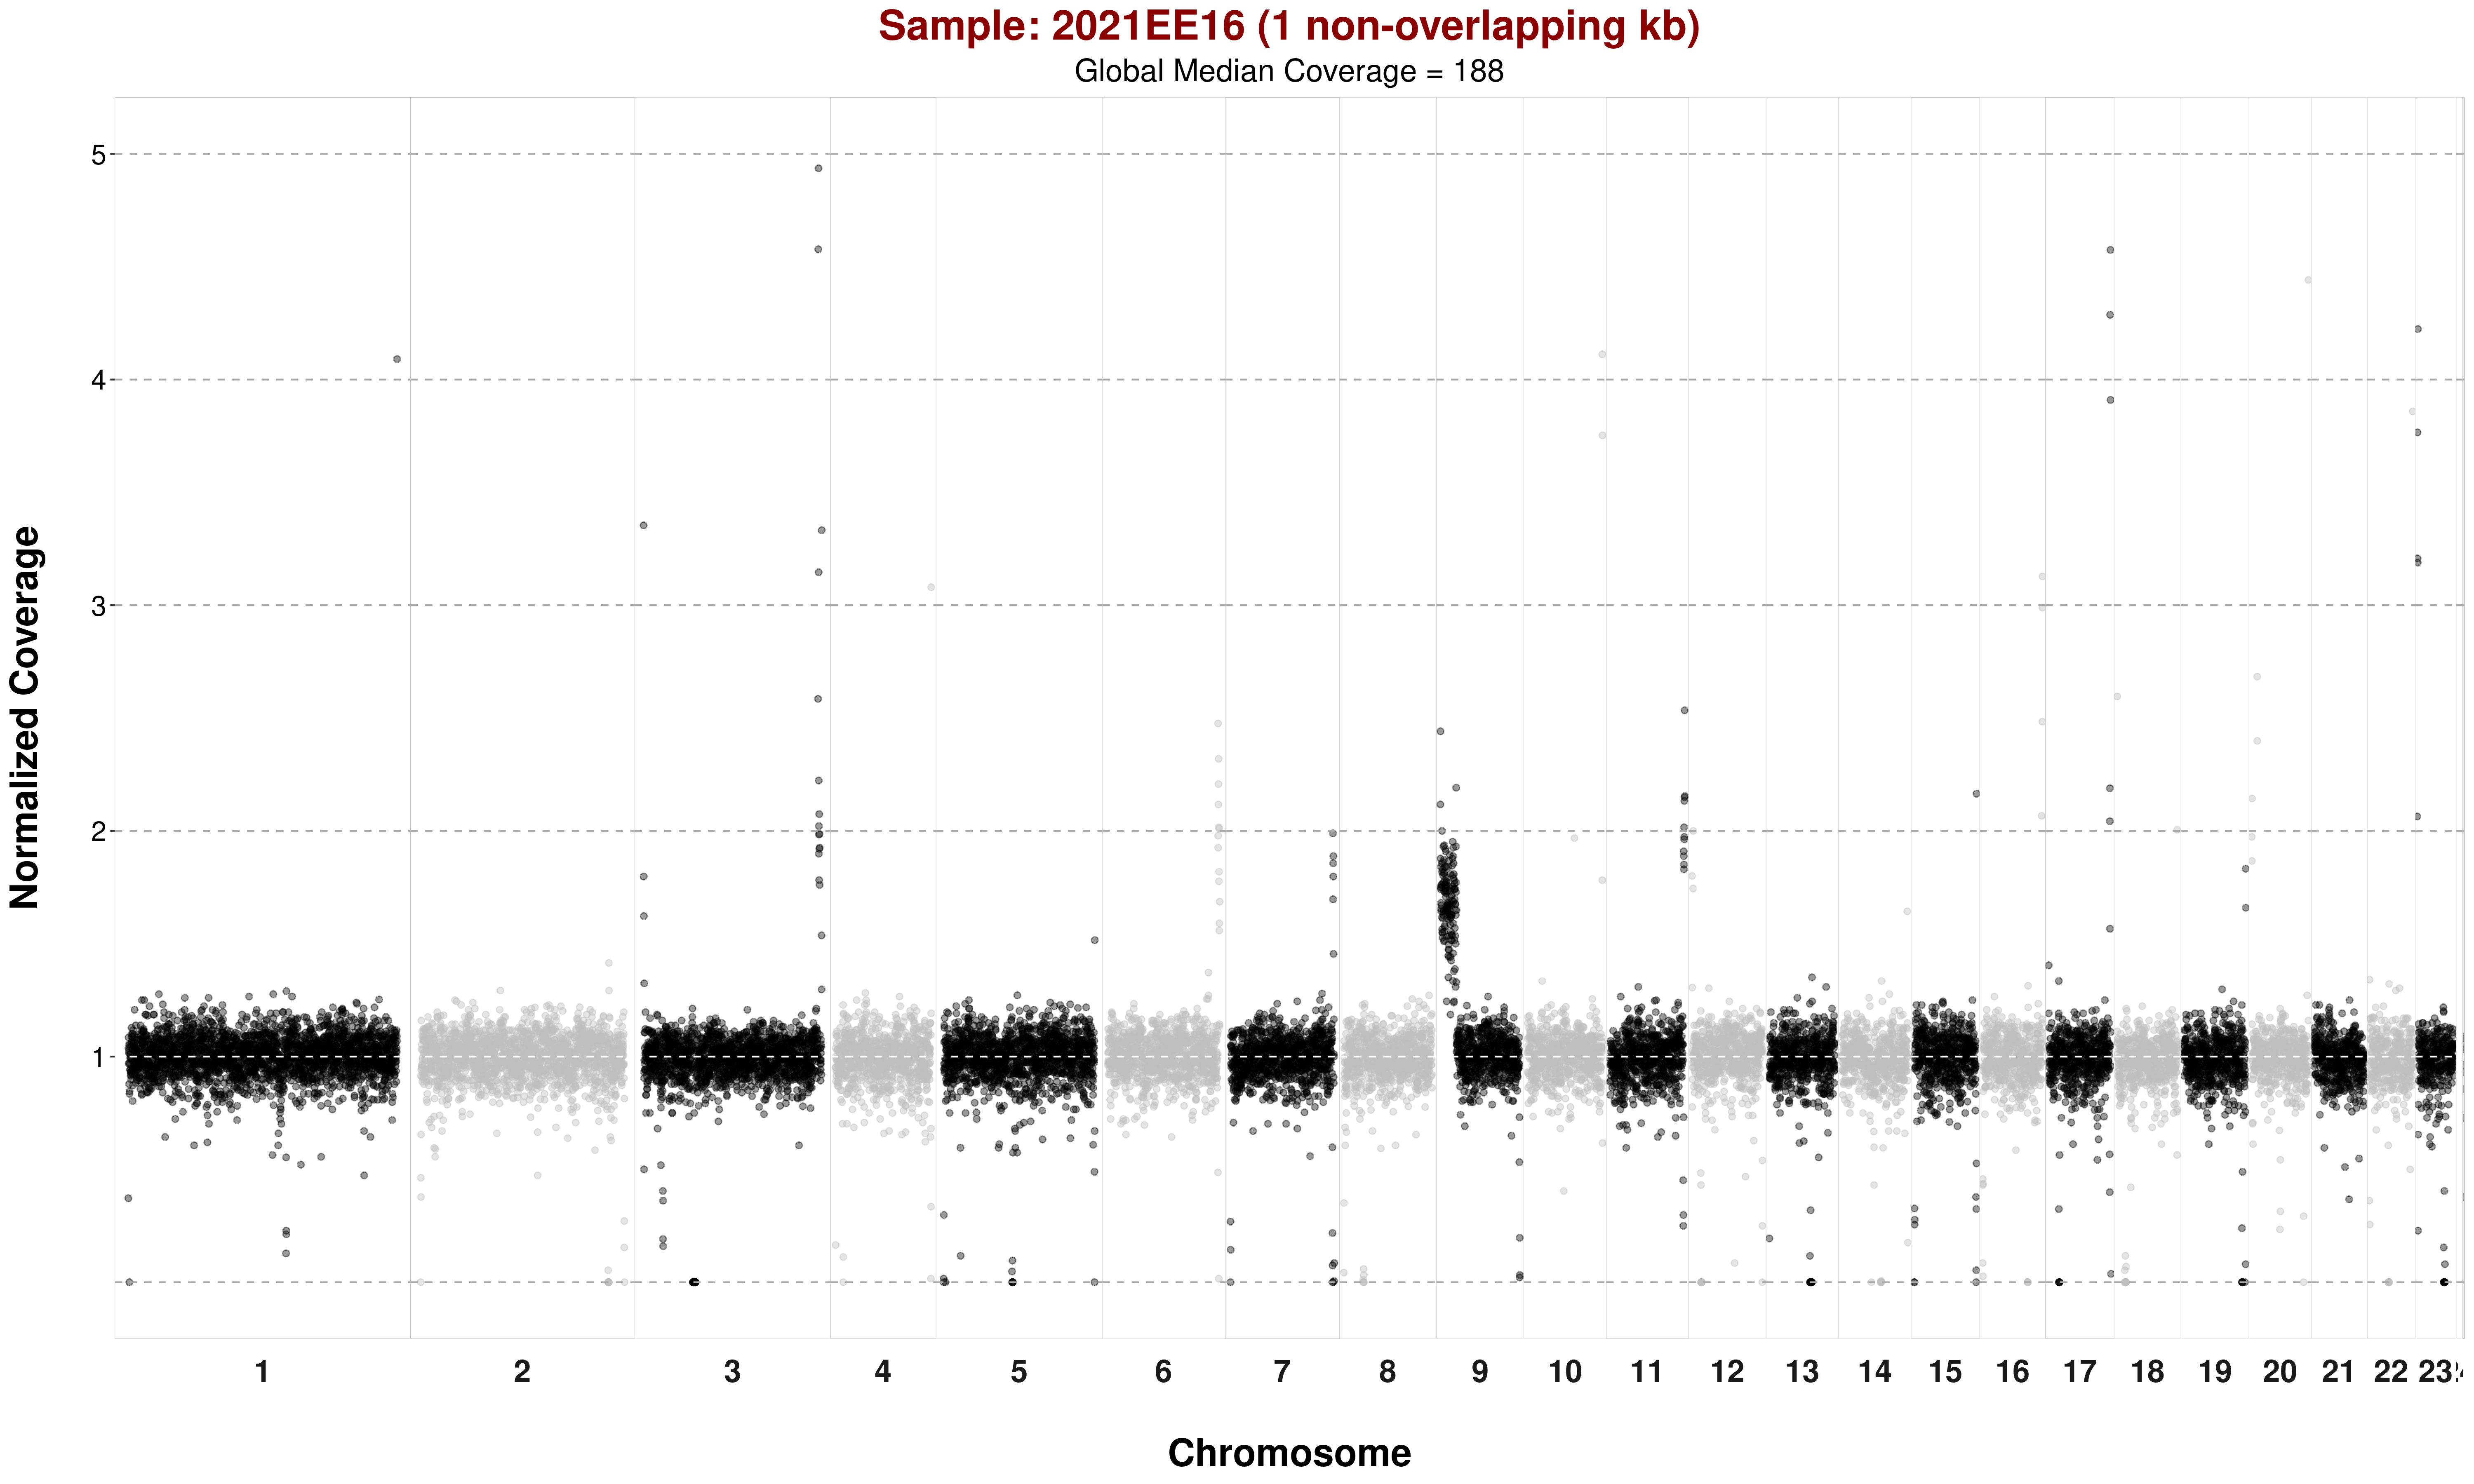 Sample: 2021EE16 (1 non-overlapping kb)
Global Median Coverage = 188
Normalized Coverage
5
4
3
2
1
1 2 3 4 5 6 7 8 9 10 11 12 13 14 15 16 17 18 19 20 21 22 23
Chromosome